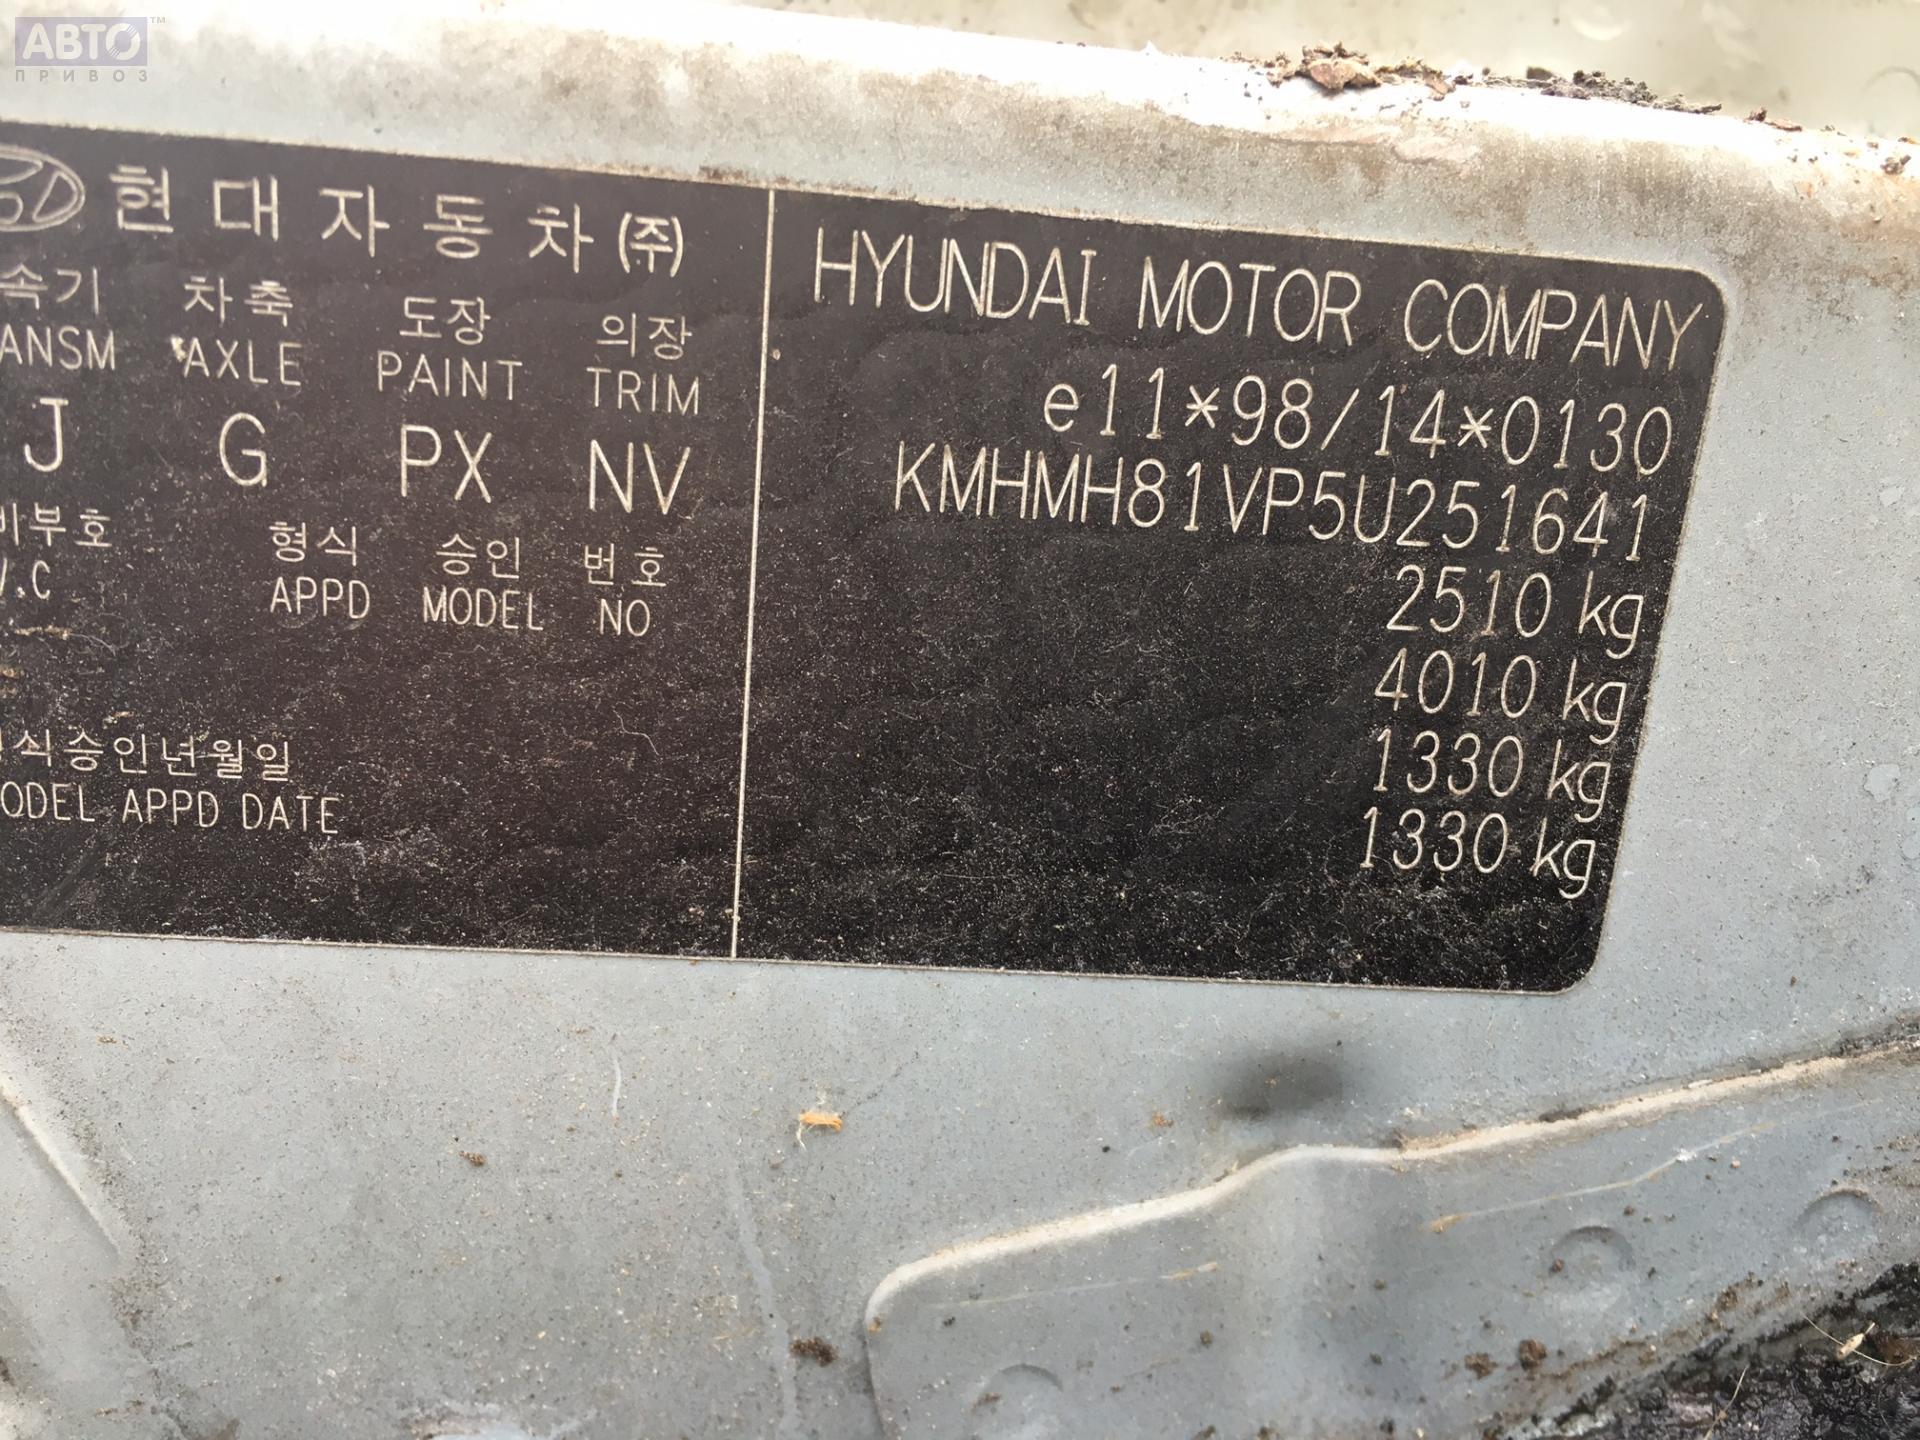 АВТО™
ПРИВОЗ
현대자동차(주)
속기 차축 도장 의장
ANSM AXLE PAINT TRIM
J G PX NV
부호 형식 승인 번호
.C APPD MODEL NO
식승인년월일
ODEL APPD DATE
HYUNDAI MOTOR COMPANY
e11*98/14*0130
KMHMH81VP5U251641
2510 kg
4010 kg
1330 kg
1330 kg